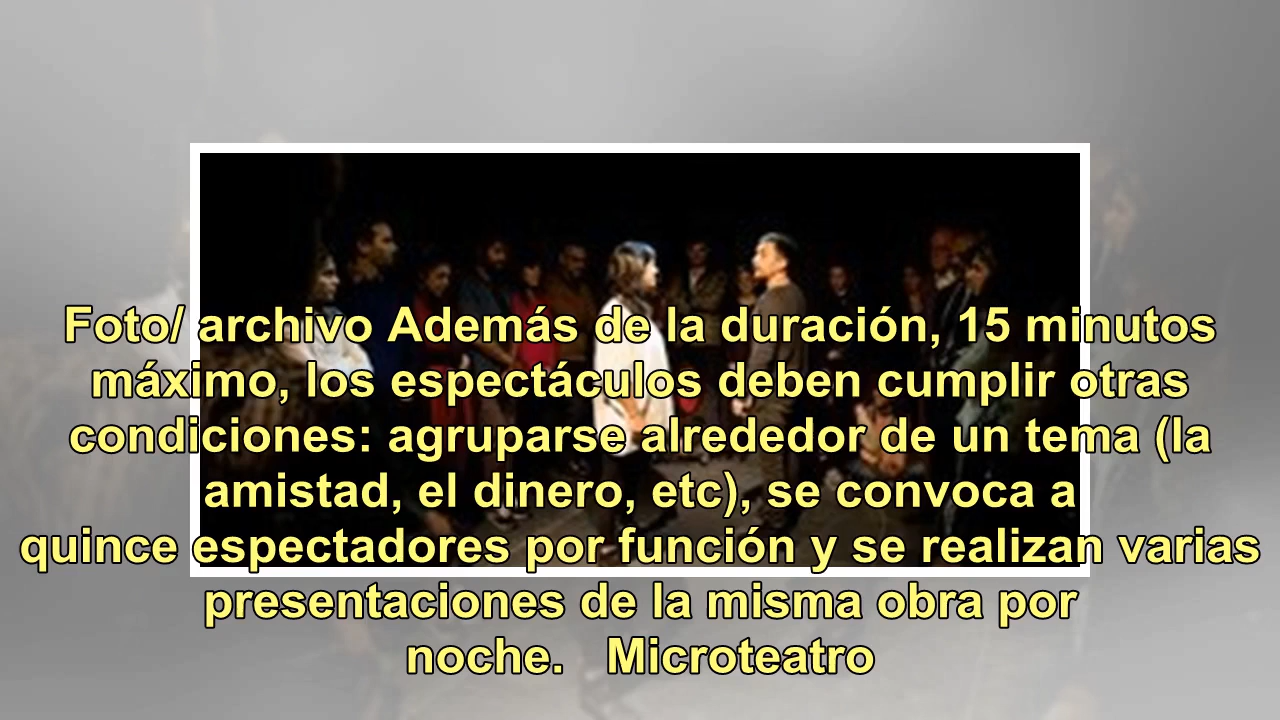 Foto/ archivo Además de la duración, 15 minutos
máximo, los espectáculos deben cumplir otras
condiciones: agruparse alrededor de un tema (la
amistad, el dinero, etc), se convoca a
quince espectadores por función y se realizan varias
presentaciones de la misma obra por
noche.   Microteatro